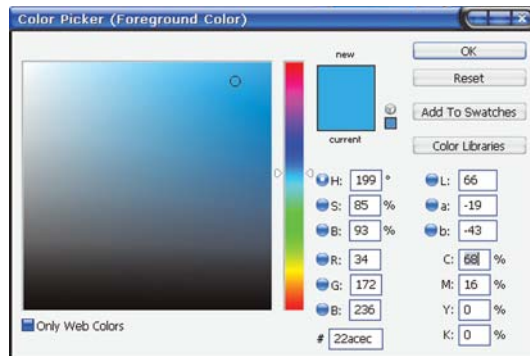 Color Picker (Foreground Color)
new
current
OK
Reset
Add To Swatches
Color Libraries
H: 199 °
S: 85 %
B: 93 %
R: 34
G: 172
B: 236
# 22acec
L: 66
a: -19
b: -43
C: 68 %
M: 16 %
Y: 0 %
K: 0 %
Only Web Colors